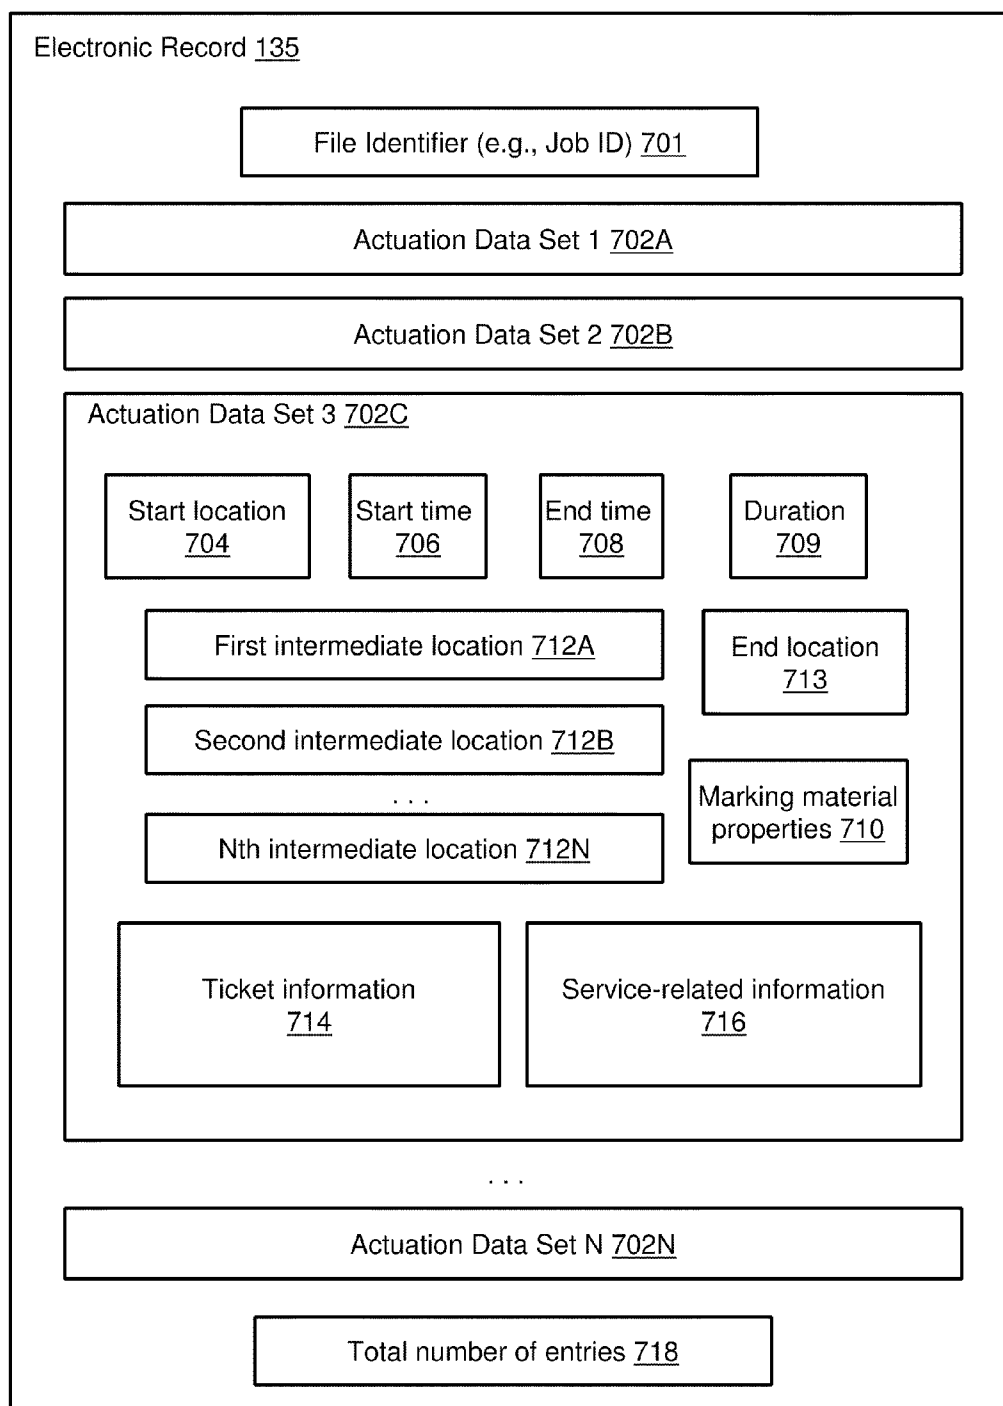 Electronic Record 135
File Identifier (e.g., Job ID) 701
Actuation Data Set 1 702A
Actuation Data Set 2 702B
Actuation Data Set 3 702C
Start location
704
Start time
706
End time
708
Duration
709
First intermediate location 712A
End location
713
Second intermediate location 712B
. . .
Marking material
properties 710
Nth intermediate location 712N
Ticket information
714
Service-related information
716
. . .
Actuation Data Set N 702N
Total number of entries 718